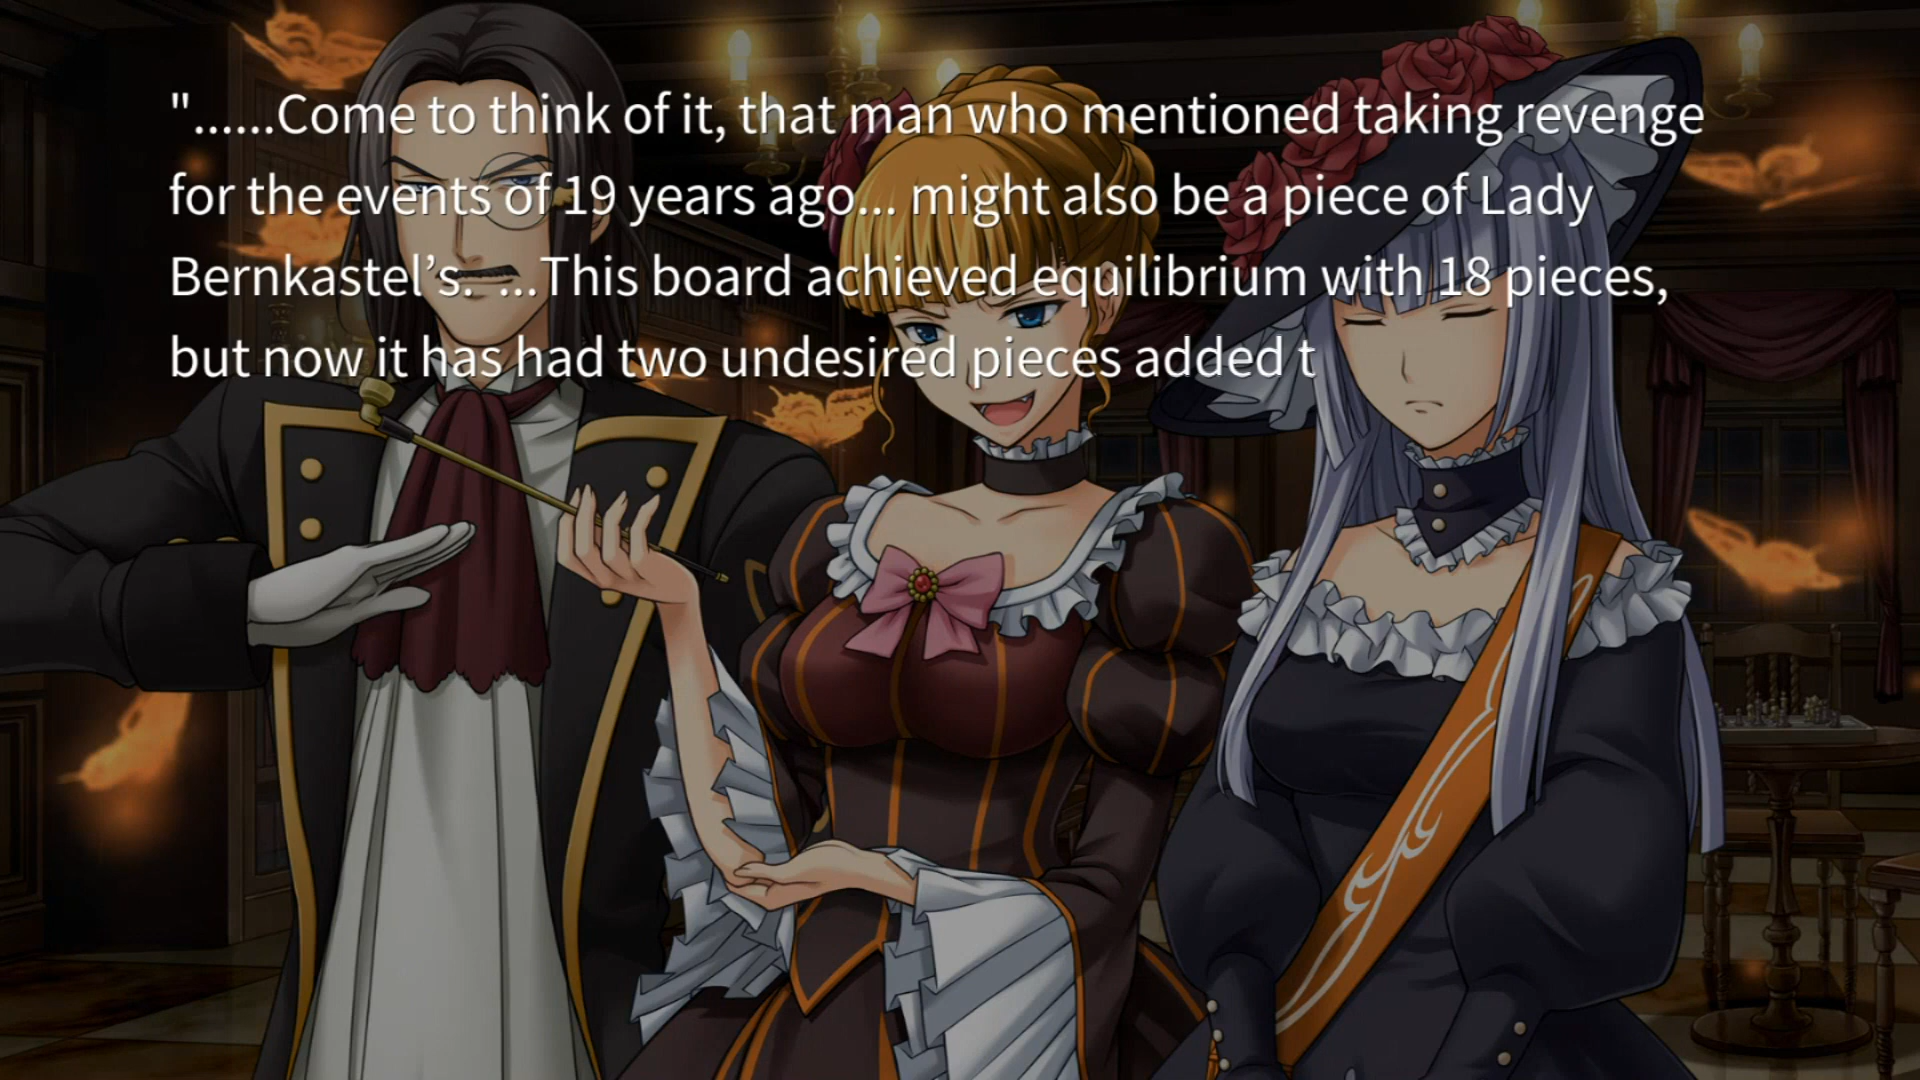 "......Come to think of it, that man who mentioned taking revenge
for the events of 19 years ago... might also be a piece of Lady
Bernkastel’s. ...This board achieved equilibrium with 18 pieces,
but now it has had two undesired pieces added t